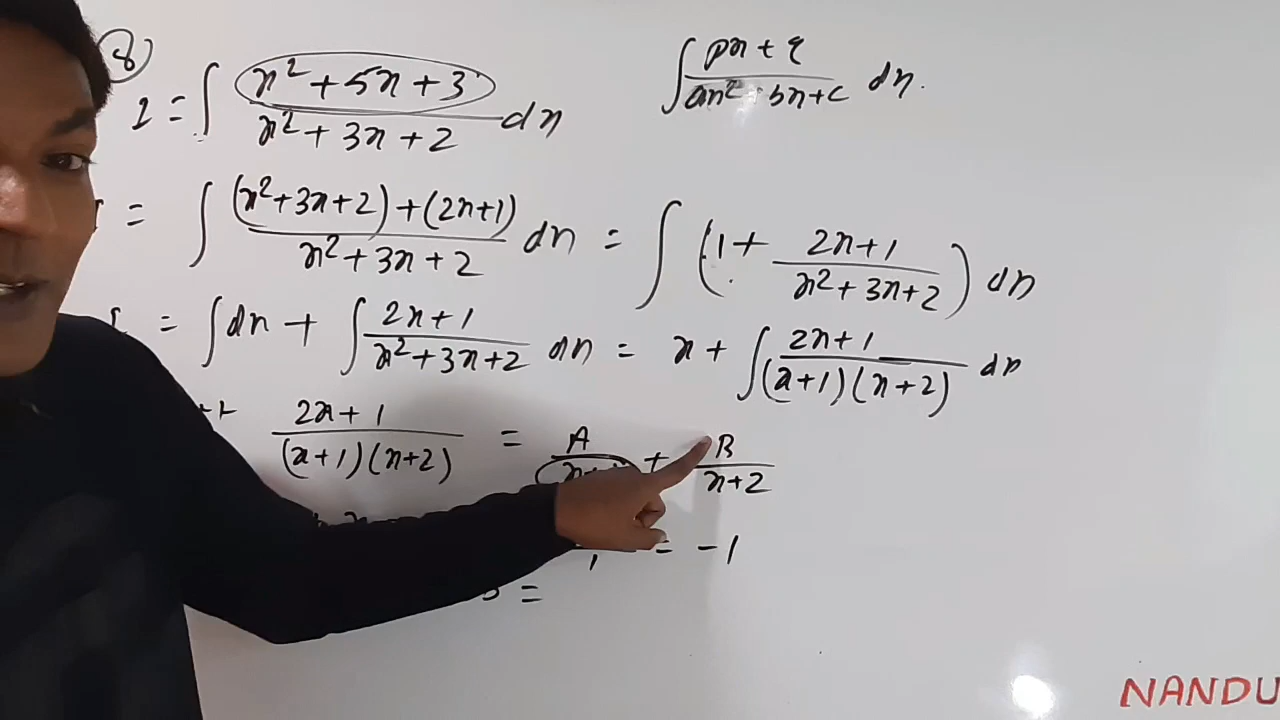 8
∫ px + q / ax² + bx + c dx.
I = ∫ x² + 5x + 3 / x² + 3x + 2 dx
= ∫ (x² + 3x + 2) + (2x + 1) / x² + 3x + 2 dx = ∫ (1 + 2x + 1 / x² + 3x + 2) dx
I = ∫ dx + ∫ 2x + 1 / x² + 3x + 2 dx = x + ∫ 2x + 1 / (x + 1)(x + 2) dx
2x + 1 / (x + 1)(x + 2) = A / + B / x + 2
1 = -1
=
NANDU